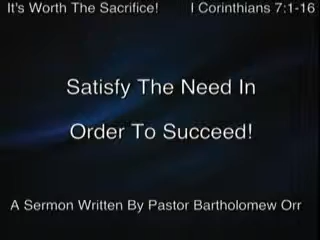 It's Worth The Sacrifice! I Corinthians 7:1-16
Satisfy The Need In
Order To Succeed!
A Sermon Written By Pastor Bartholomew Orr